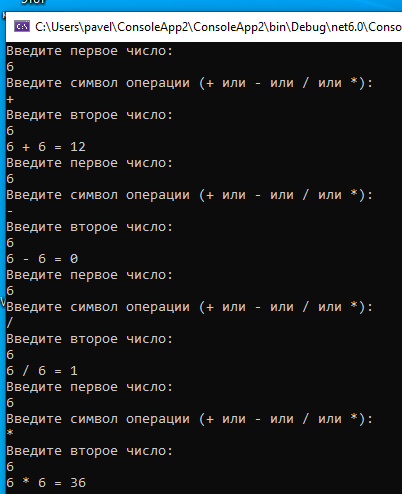 C:\Users\pavel\ConsoleApp2\ConsoleApp2\bin\Debug\net6.0\Conso
Введите первое число:
6
Введите символ операции (+ или - или / или *):
+
Введите второе число:
6
6 + 6 = 12
Введите первое число:
6
Введите символ операции (+ или - или / или *):
-
Введите второе число:
6
6 - 6 = 0
Введите первое число:
6
Введите символ операции (+ или - или / или *):
/
Введите второе число:
6
6 / 6 = 1
Введите первое число:
6
Введите символ операции (+ или - или / или *):
*
Введите второе число:
6
6 * 6 = 36